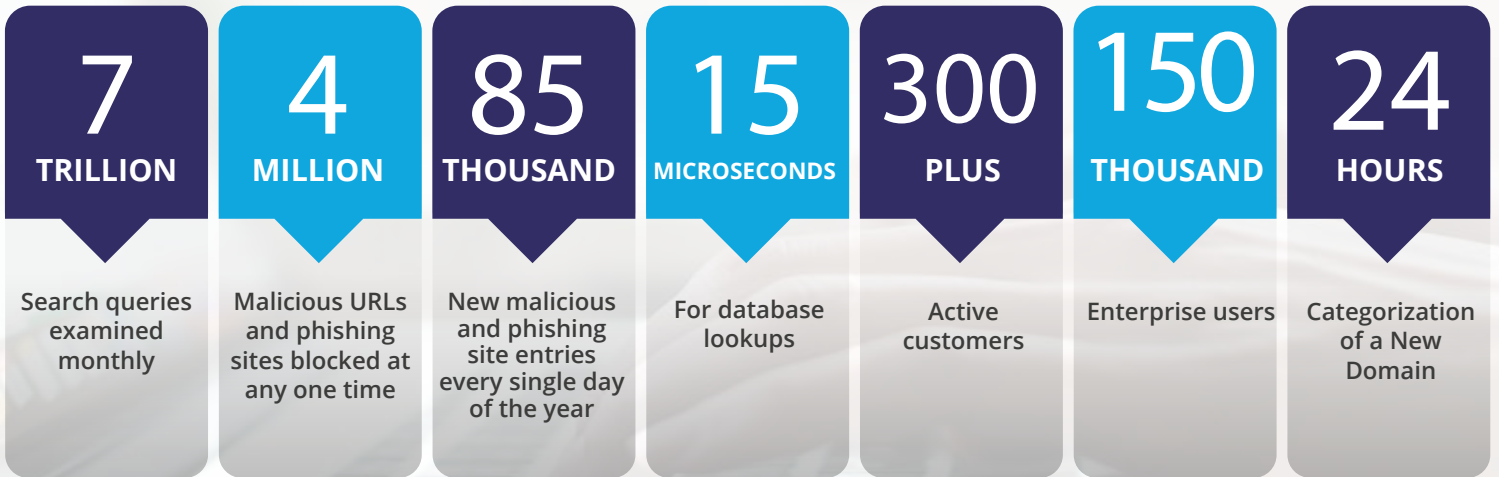 7
TRILLION
Search queries
examined
monthly
4
MILLION
Malicious URLs
and phishing
sites blocked at
any one time
85
THOUSAND
New malicious
and phishing
site entries
every single day
of the year
15
MICROSECONDS
For database
lookups
300
PLUS
Active
customers
150
THOUSAND
Enterprise users
24
HOURS
Categorization
of a New
Domain